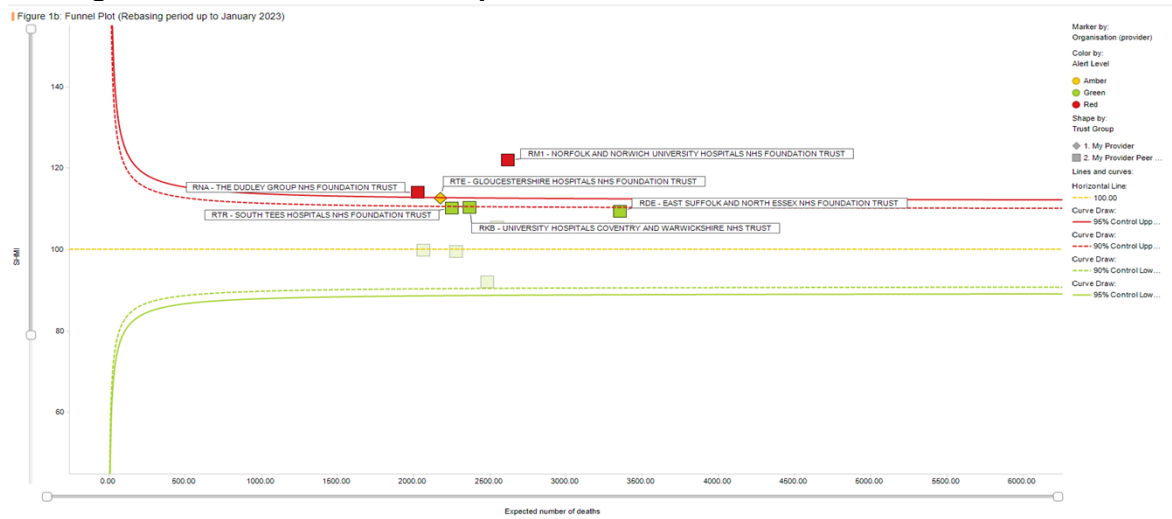 Figure 1b: Funnel Plot (Rebasing period up to January 2023)
Marker by:
Organisation (provider)
Color by:
Alert Level
Amber
Green
Red
Shape by:
Trust Group
1. My Provider
2. My Provider Peer ...
Lines and curves:
Horizontal Line:
100.00
Curve Draw:
95% Control Upp...
Curve Draw:
90% Control Upp...
Curve Draw:
90% Control Low...
Curve Draw:
95% Control Low...
140
120
100
80
60
SHMI
RM1 - NORFOLK AND NORWICH UNIVERSITY HOSPITALS NHS FOUNDATION TRUST
RTE - GLOUCESTERSHIRE HOSPITALS NHS FOUNDATION TRUST
RNA - THE DUDLEY GROUP NHS FOUNDATION TRUST
RDE - EAST SUFFOLK AND NORTH ESSEX NHS FOUNDATION TRUST
RTR - SOUTH TEES HOSPITALS NHS FOUNDATION TRUST
RKB - UNIVERSITY HOSPITALS COVENTRY AND WARWICKSHIRE NHS TRUST
0.00 500.00 1000.00 1500.00 2000.00 2500.00 3000.00 3500.00 4000.00 4500.00 5000.00 5500.00 6000.00
Expected number of deaths